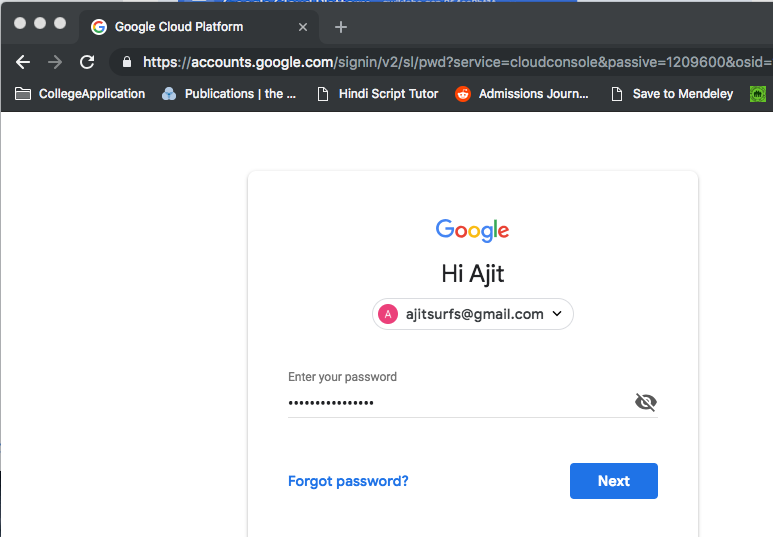 Google Cloud Platform
https://accounts.google.com/signin/v2/sl/pwd?service=cloudconsole&passive=1209600&osid=
CollegeApplication Publications | the ... Hindi Script Tutor Admissions Journ... Save to Mendeley
Google
Hi Ajit
A ajitsurfs@gmail.com
Enter your password
••••••••••••••••
Forgot password? Next